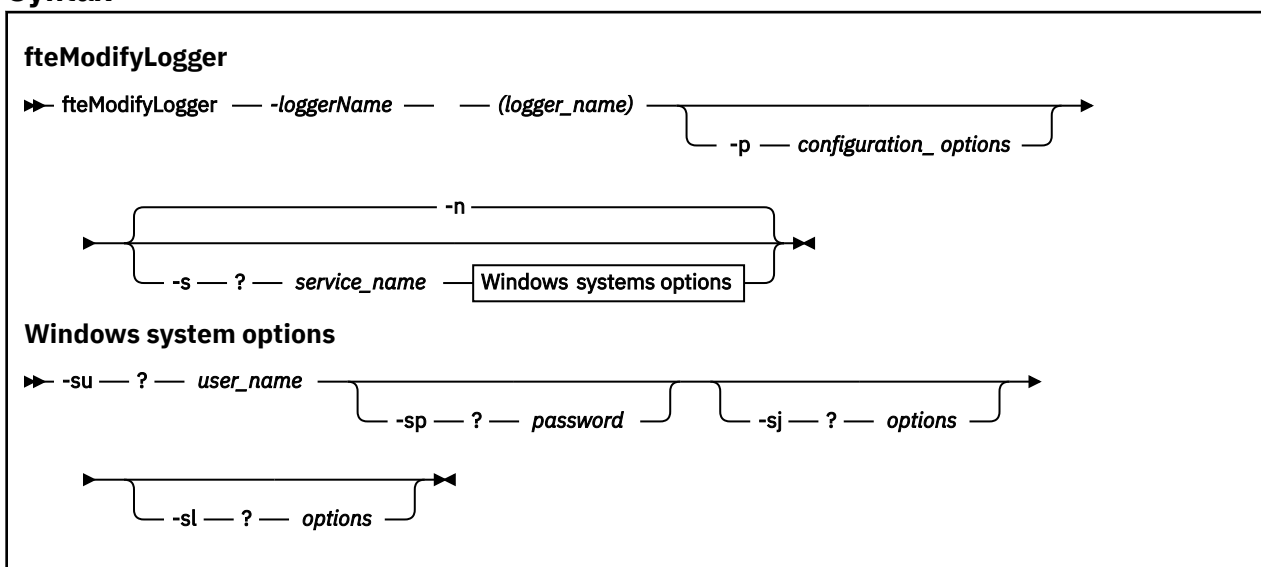 fteModifyLogger
fteModifyLogger -loggerName (logger_name)
-p configuration_ options
-n
-s ? service_name Windows systems options
Windows system options
-su ? user_name
-sp ? password -sj ? options
-sl ? options